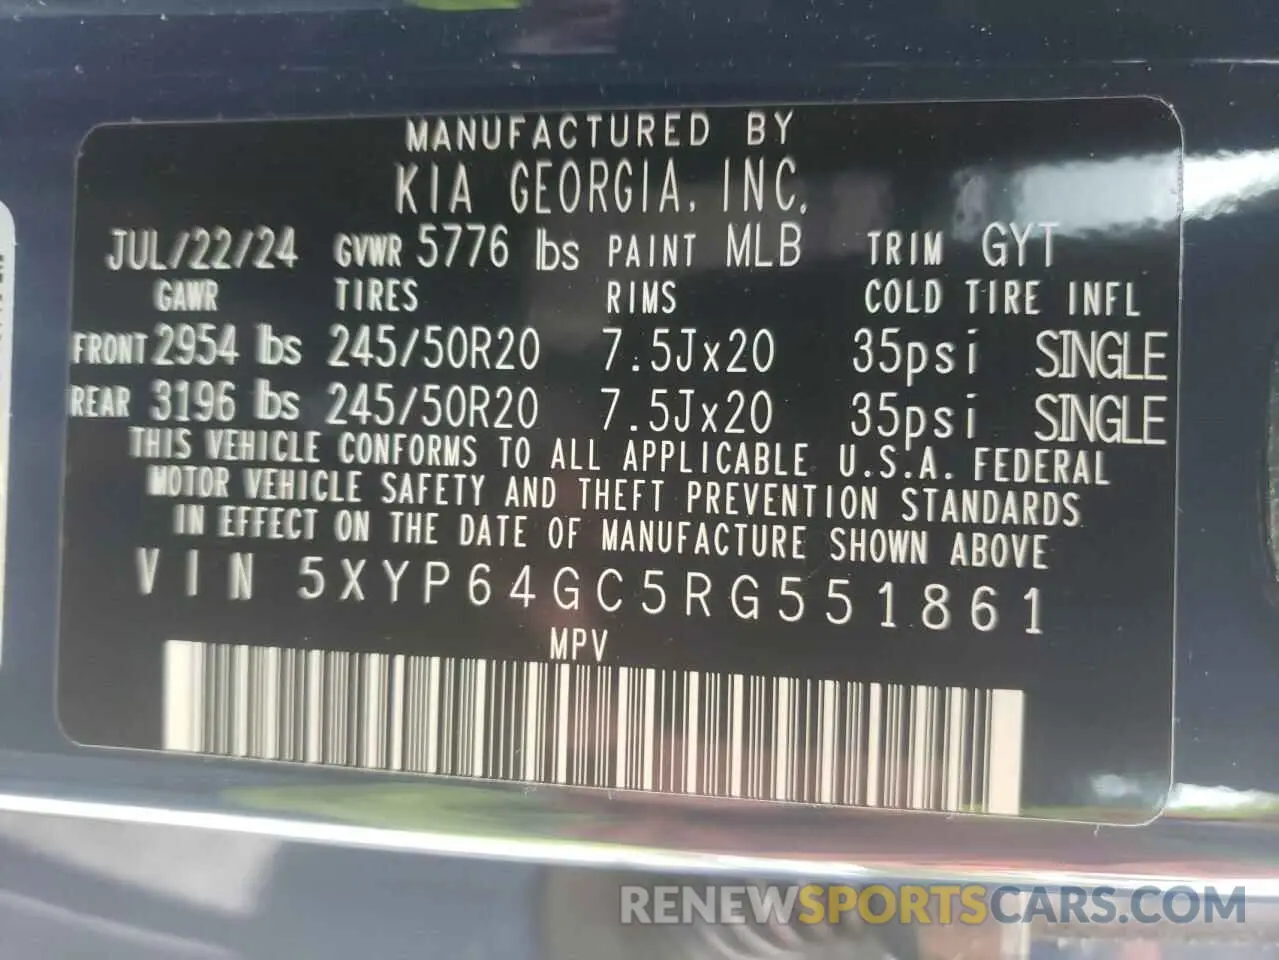 MANUFACTURED BY
KIA GEORGIA, INC.
JUL/22/24 GVWR 5776 lbs PAINT MLB TRIM GYT
GAWR TIRES RIMS COLD TIRE INFL
FRONT 2954 lbs 245/50R20 7.5Jx20 35psi SINGLE
REAR 3196 lbs 245/50R20 7.5Jx20 35psi SINGLE
THIS VEHICLE CONFORMS TO ALL APPLICABLE U.S.A. FEDERAL
MOTOR VEHICLE SAFETY AND THEFT PREVENTION STANDARDS
IN EFFECT ON THE DATE OF MANUFACTURE SHOWN ABOVE
VIN 5XYP64GC5RG551861
MPV
RENEWSPORTSCARS.COM